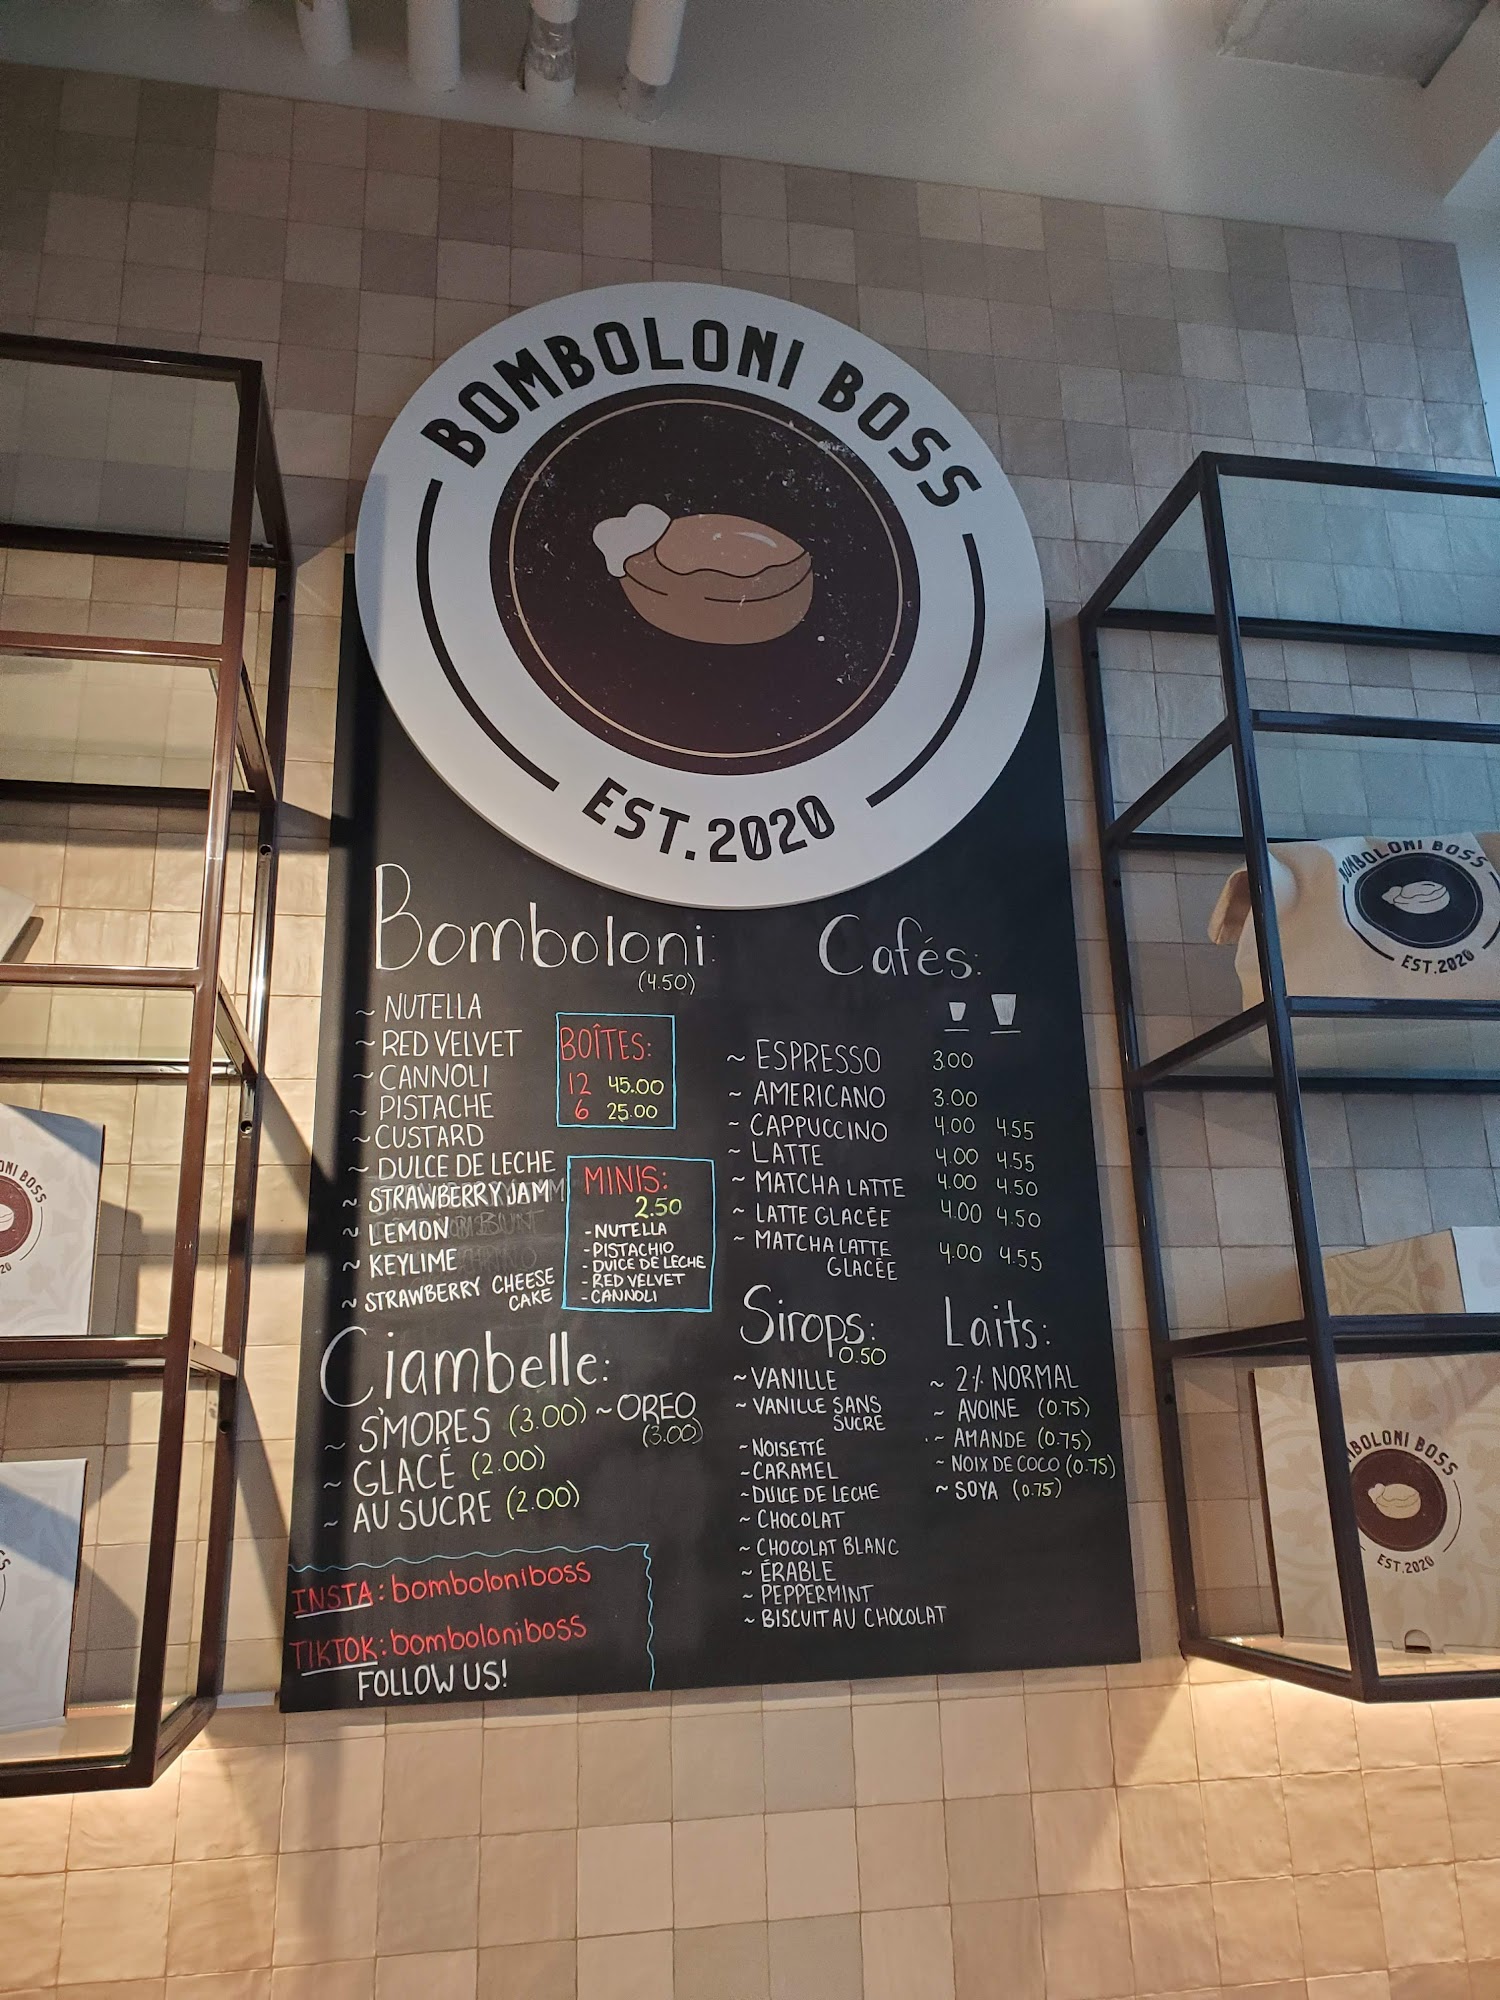 BOMBOLONI BOSS
EST. 2020
Bomboloni:
(4.50)
~ NUTELLA
~ RED VELVET
~ CANNOLI
~ PISTACHE
~ CUSTARD
~ DULCE DE LECHE
~ STRAWBERRY JAM
~ LEMON
~ KEYLIME
~ STRAWBERRY CHEESE
CAKE
BOÎTES:
12 45.00
6 25.00
MINIS:
2.50
- NUTELLA
- PISTACHIO
- DULCE DE LECHE
- RED VELVET
- CANNOLI
Ciambelle:
~ S'MORES (3.00) ~ OREO
(3.00)
~ GLACÉ (2.00)
~ AU SUCRE (2.00)
INSTA: bomboloniboss
TIKTOK: bomboloniboss
FOLLOW US!
Cafés:
~ ESPRESSO 3.00
~ AMERICANO 3.00
~ CAPPUCCINO 4.00 4.55
~ LATTE 4.00 4.55
~ MATCHA LATTE 4.00 4.50
~ LATTE GLACÉE 4.00 4.50
~ MATCHA LATTE
GLACÉE 4.00 4.55
Sirops:
0.50
~ VANILLE
~ VANILLE SANS
SUCRE
~ NOISETTE
~ CARAMEL
~ DULCE DE LECHE
~ CHOCOLAT
~ CHOCOLAT BLANC
~ ÉRABLE
~ PEPPERMINT
~ BISCUIT AU CHOCOLAT
Laits:
~ 2% NORMAL
~ AVOINE (0.75)
~ AMANDE (0.75)
~ NOIX DE COCO (0.75)
~ SOYA (0.75)
BOMBOLONI BOSS
EST. 2020
BOMBOLONI BOSS
EST. 2020
BOSS